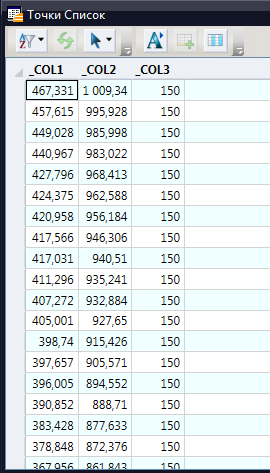 Точки Список
_COL1 _COL2 _COL3
467,331 1 009,34 150
457,615 995,928 150
449,028 985,998 150
440,967 983,022 150
427,796 968,413 150
424,375 962,588 150
420,958 956,184 150
417,566 946,306 150
417,031 940,51 150
411,296 935,241 150
407,272 932,884 150
405,001 927,65 150
398,74 915,426 150
397,657 905,571 150
396,005 894,552 150
390,852 888,71 150
383,428 877,633 150
378,848 872,376 150
367,956 861,843 150